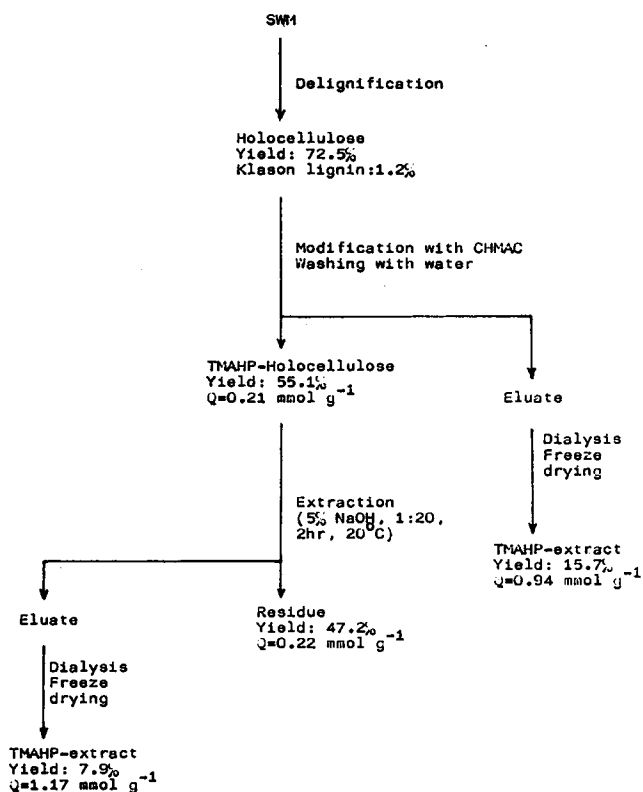 SWM
Delignification
Holocellulose
Yield: 72.5%
Klason lignin:1.2%
Modification with CHMAC
Washing with water
TMAHP-Holocellulose
Yield: 55.1%
Q=0.21 mmol g⁻¹
Eluate
Dialysis
Freeze
drying
Extraction
(5% NaOH, 1:20,
2hr, 20°C)
TMAHP-extract
Yield: 15.7%
Q=0.94 mmol g⁻¹
Eluate
Residue
Yield: 47.2%
Q=0.22 mmol g⁻¹
Dialysis
Freeze
drying
TMAHP-extract
Yield: 7.9%
Q=1.17 mmol g⁻¹